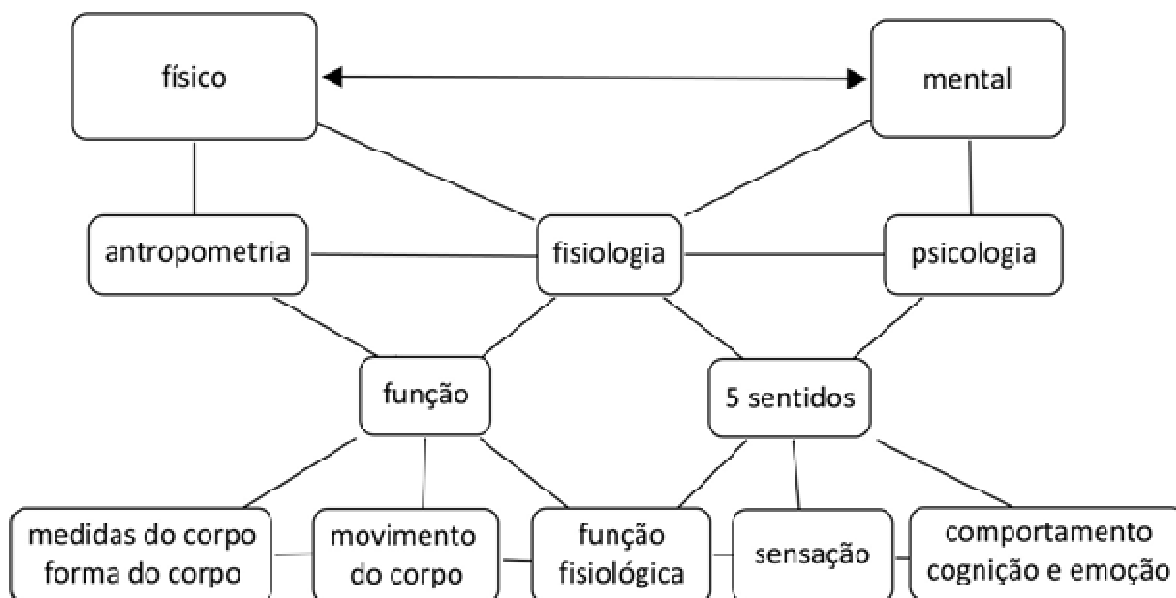 físico
mental
antropometria
fisiologia
psicologia
função
5 sentidos
medidas do corpo
forma do corpo
movimento
do corpo
função
fisiológica
sensação
comportamento
cognição e emoção